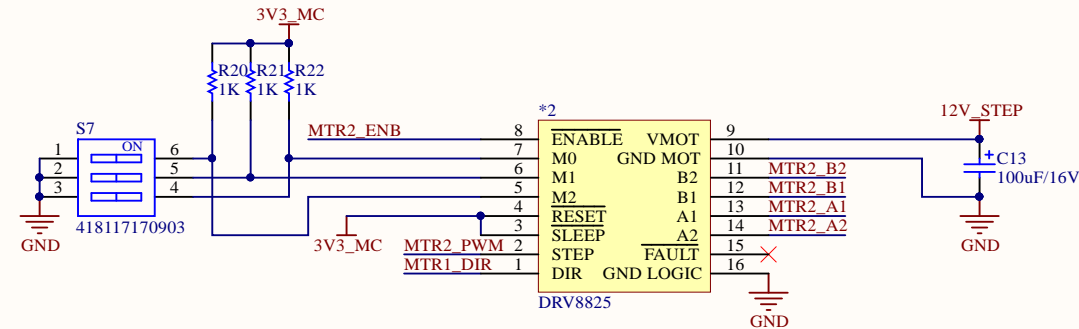 3V3_MC
R20
R21
R22
1K
1K
1K
*2
S7
ON
1
2
3
6
5
4
418117170903
GND
MTR2_ENB
3V3_MC
MTR2_PWM
MTR1_DIR
8
7
6
5
4
3
2
1
ENABLE
M0
M1
M2
RESET
SLEEP
STEP
DIR
VMOT
GND MOT
B2
B1
A1
A2
FAULT
GND LOGIC
DRV8825
9
10
11
12
13
14
15
16
MTR2_B2
MTR2_B1
MTR2_A1
MTR2_A2
12V_STEP
+
C13
100uF/16V
GND
GND